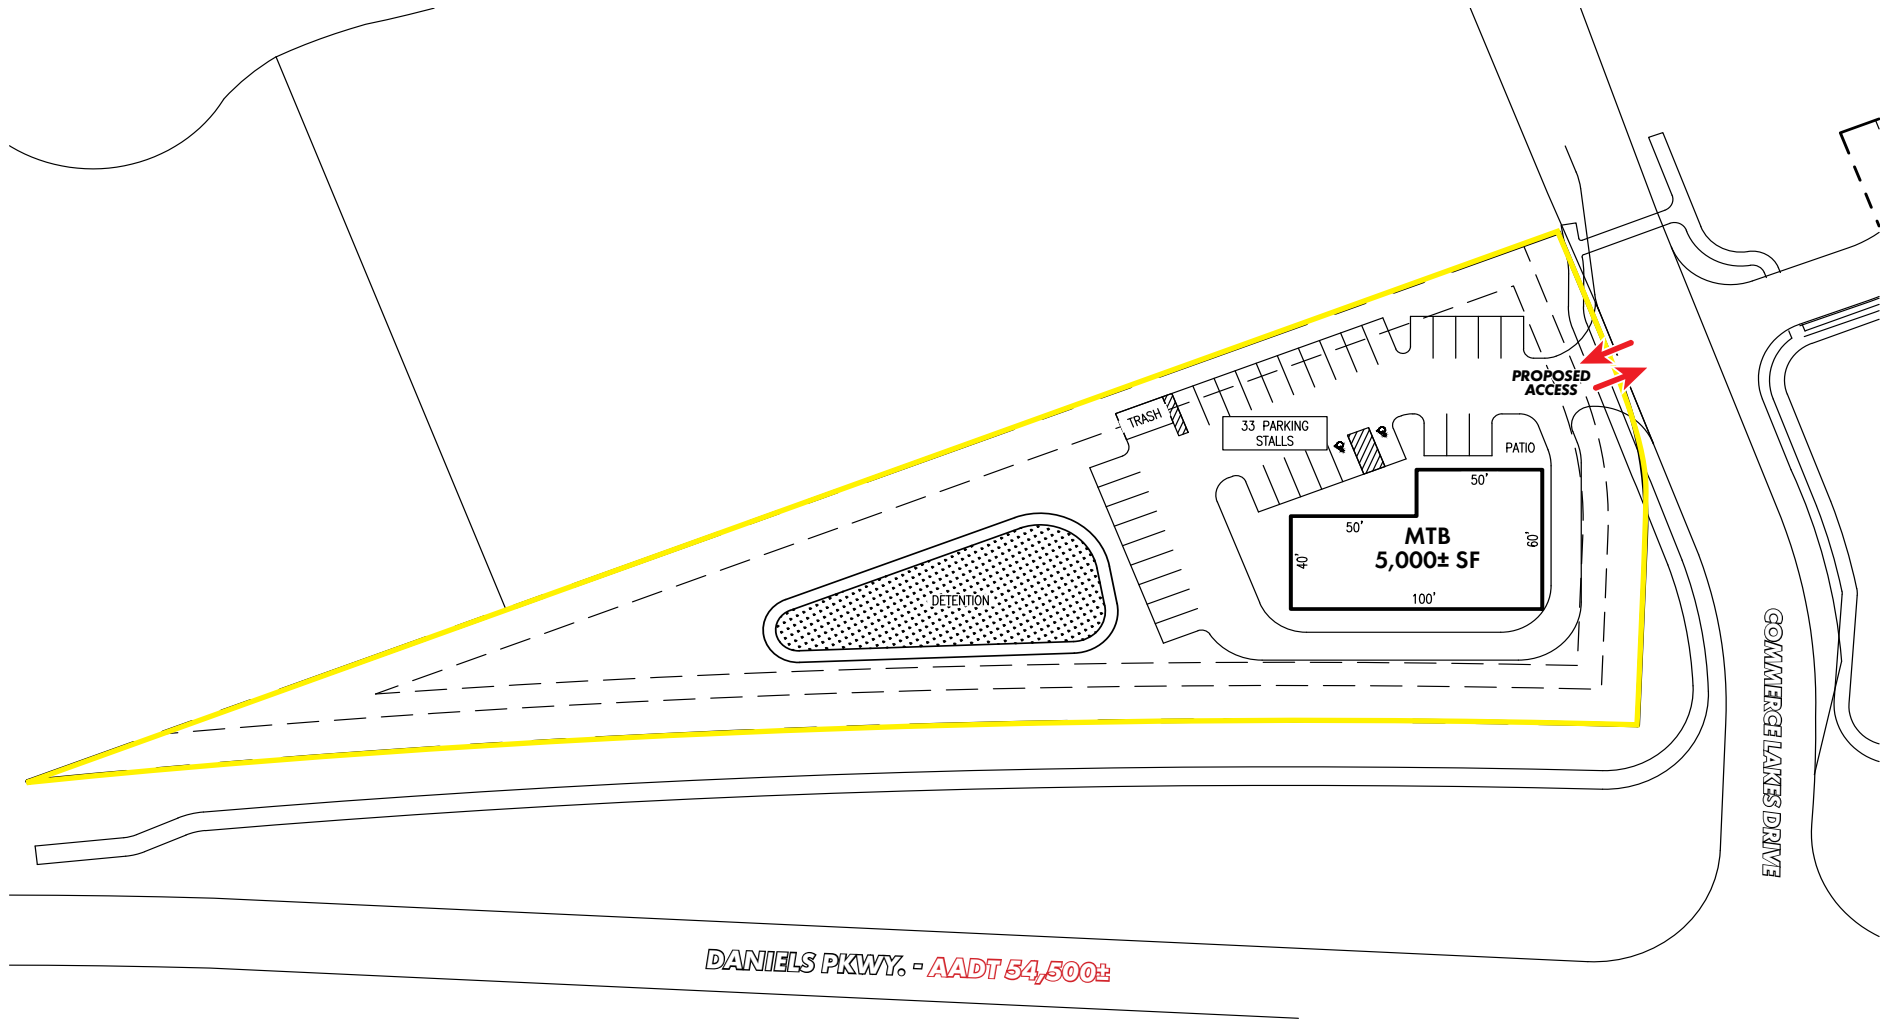 PROPOSED
ACCESS
TRASH
33 PARKING
STALLS
PATIO
50'
50'
MTB
5,000± SF
40'
60'
100'
DETENTION
COMMERCE LAKES DRIVE
DANIELS PKWY. - AADT 54,500±